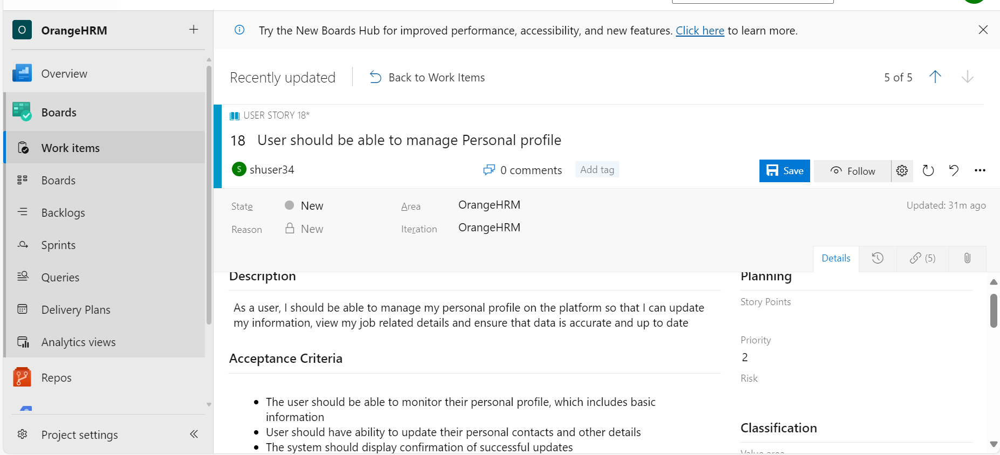 O OrangeHRM +
Try the New Boards Hub for improved performance, accessibility, and new features. Click here to learn more.
Overview
Boards
Work items
Boards
Backlogs
Sprints
Queries
Delivery Plans
Analytics views
Repos
Project settings
Recently updated
Back to Work Items
5 of 5
USER STORY 18*
18 User should be able to manage Personal profile
S shuser34
0 comments
Add tag
Save
Follow
State
New
Area
OrangeHRM
Updated: 31m ago
Reason
New
Iteration
OrangeHRM
Details
(5)
Description
As a user, I should be able to manage my personal profile on the platform so that I can update
my information, view my job related details and ensure that data is accurate and up to date
Acceptance Criteria
• The user should be able to monitor their personal profile, which includes basic
information
• User should have ability to update their personal contacts and other details
• The system should display confirmation of successful updates
Planning
Story Points
Priority
2
Risk
Classification
Value area